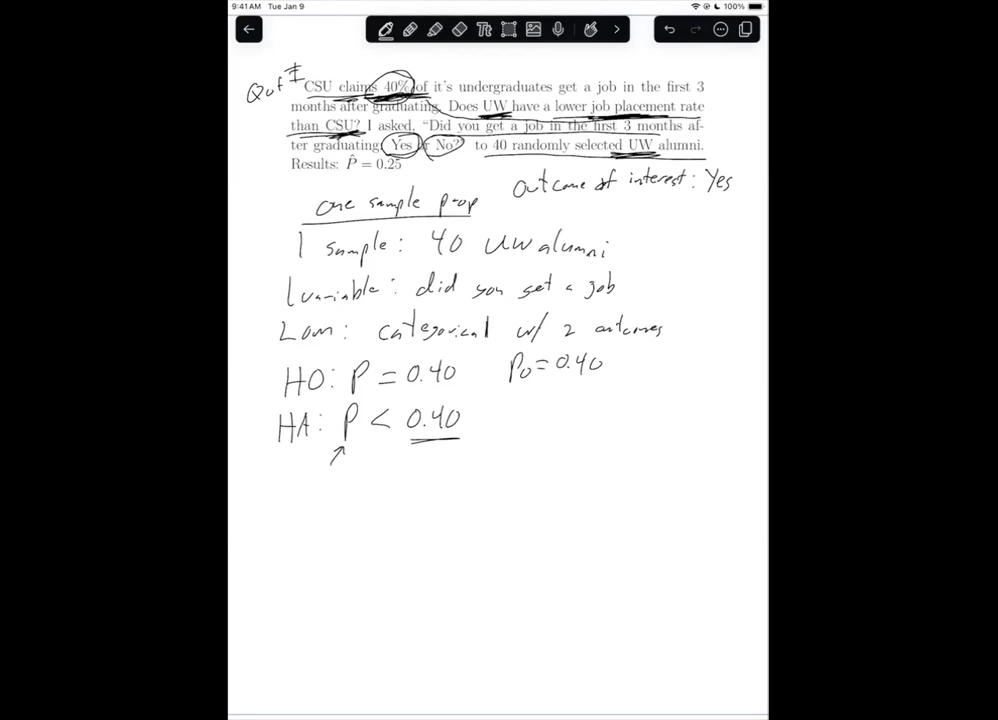 9:41 AM Tue Jan 9
100%
Tt
Q of I
CSU claims 40% of it's undergraduates get a job in the first 3
months after graduating. Does UW have a lower job placement rate
than CSU? I asked, "Did you get a job in the first 3 months af-
ter graduating, Yes or No?" to 40 randomly selected UW alumni.
Results: P̂ = 0.25
outcome of interest: Yes
one sample prop
1 sample: 40 UW alumni
1 variable: did you get a job
Lom: categorical w/ 2 outcomes
HO: P = 0.40 Po = 0.40
HA: P < 0.40